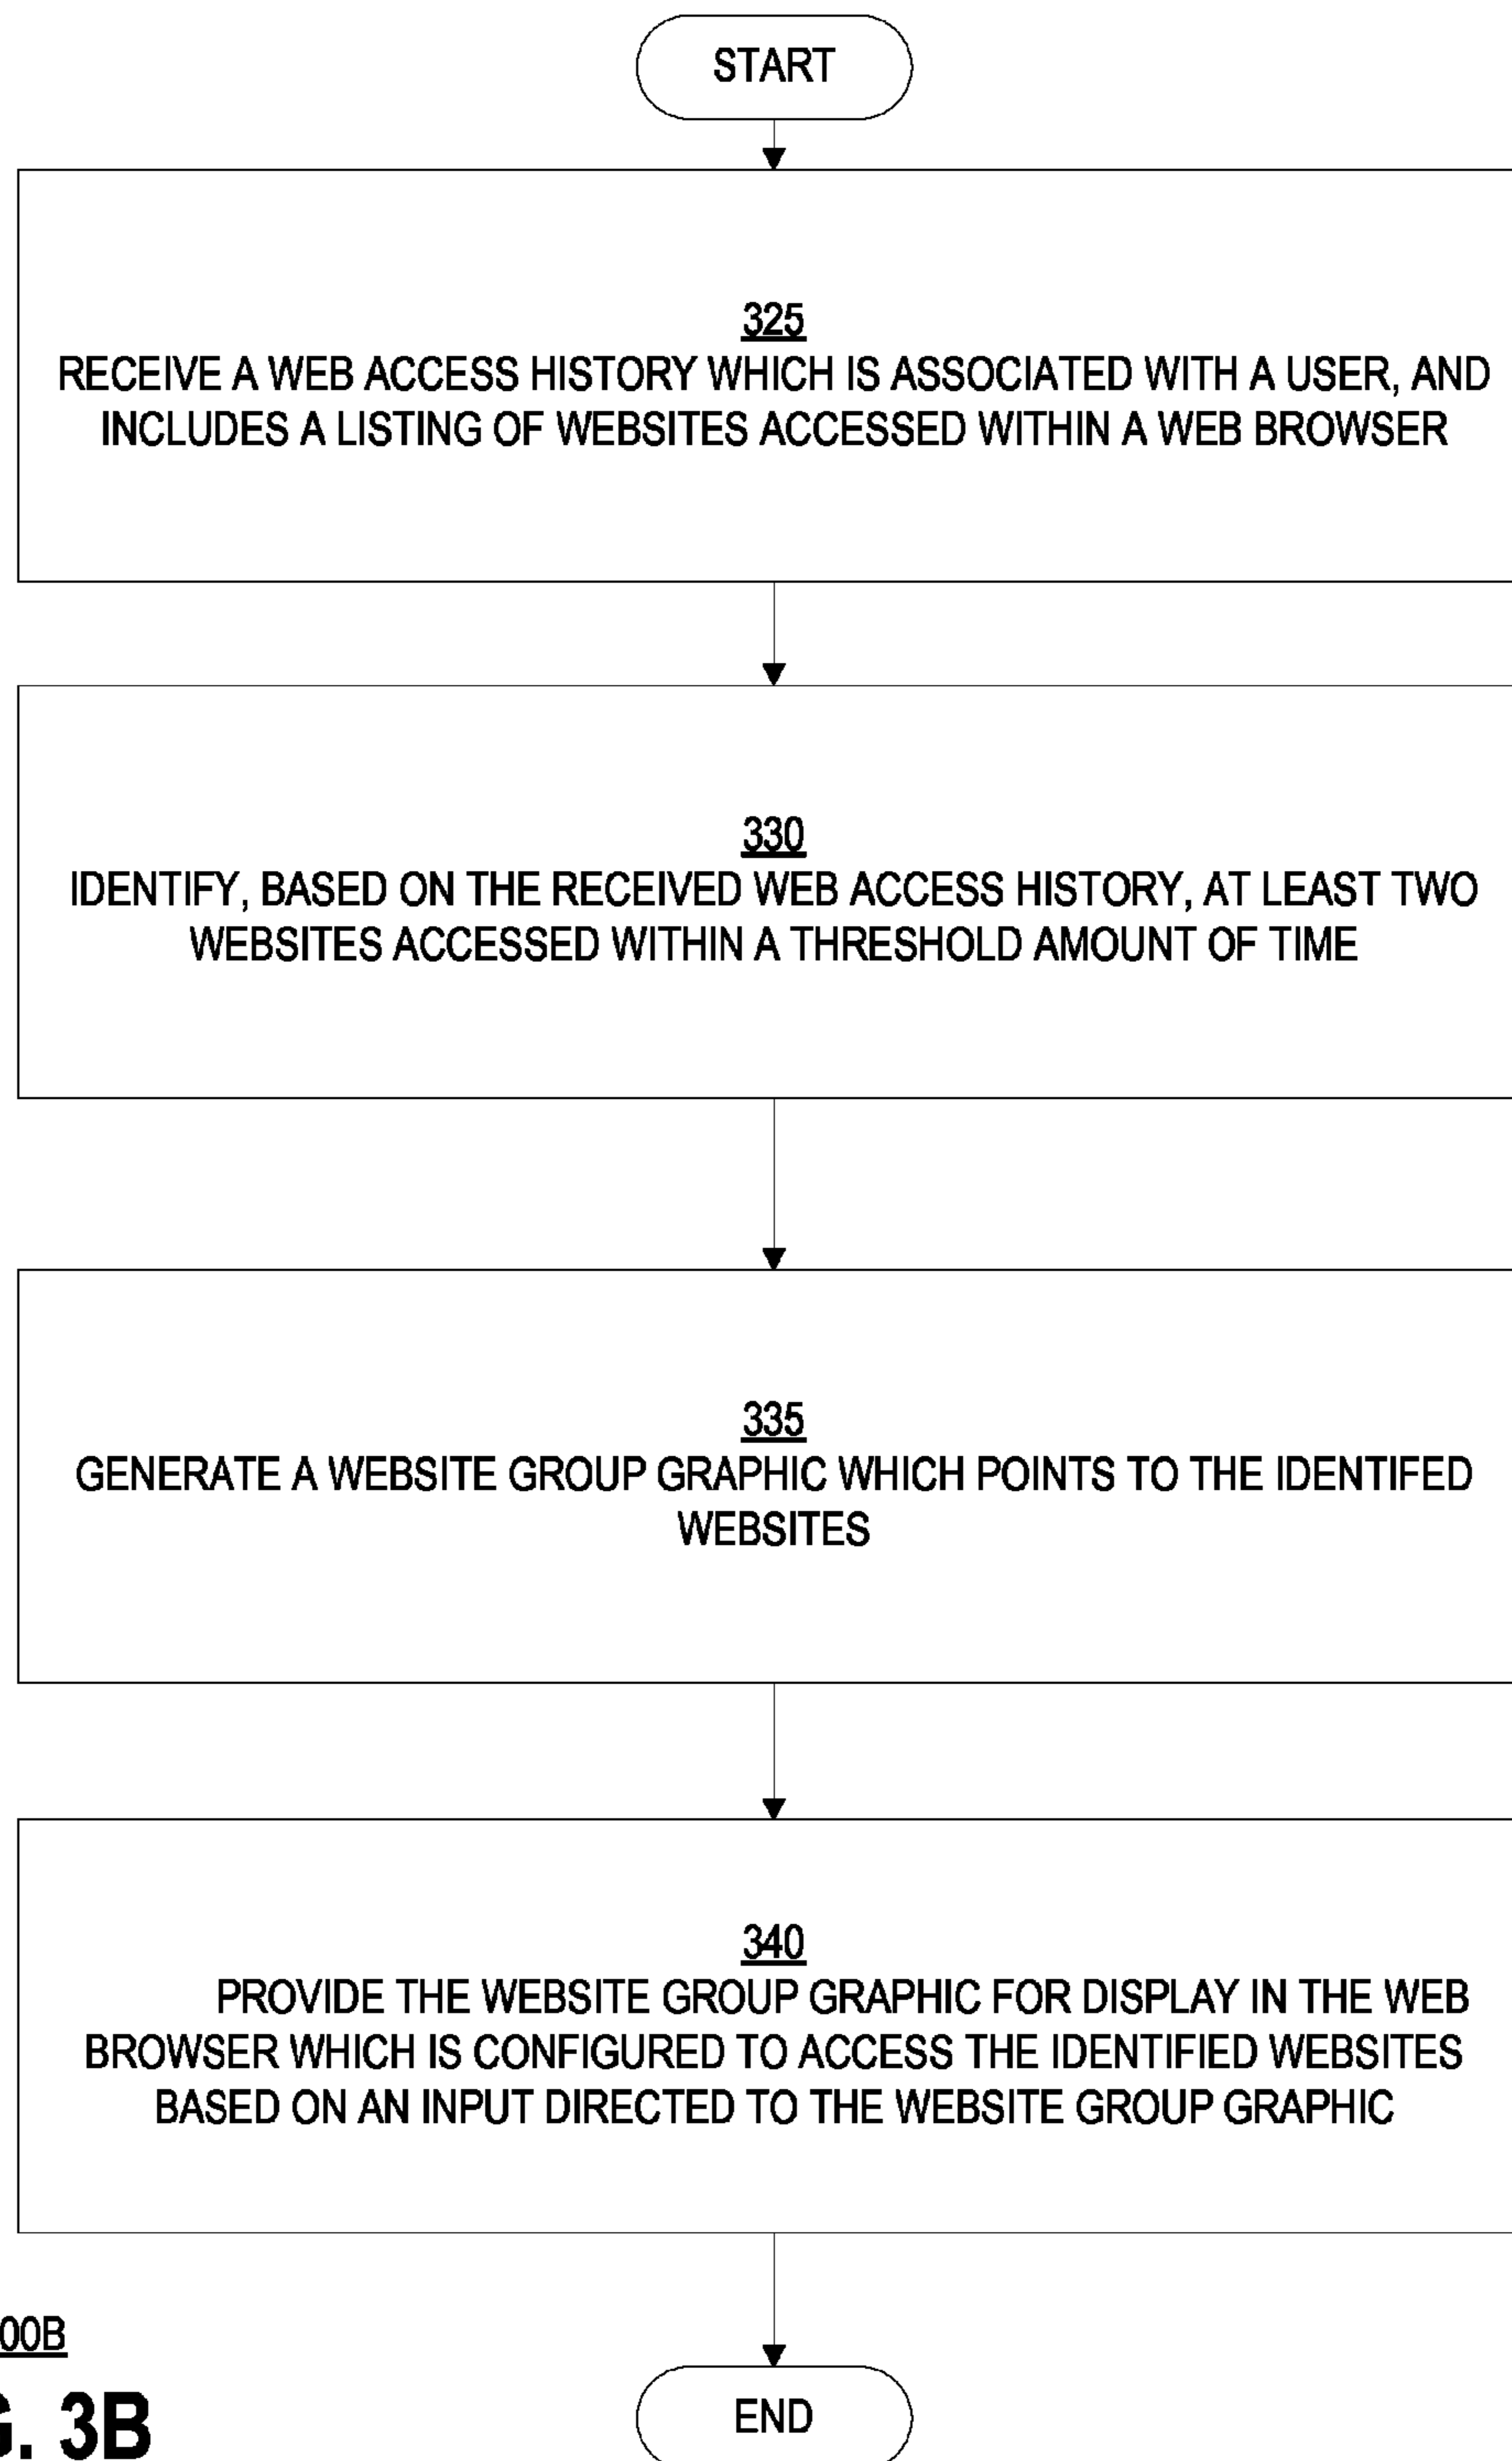 START
325
RECEIVE A WEB ACCESS HISTORY WHICH IS ASSOCIATED WITH A USER, AND
INCLUDES A LISTING OF WEBSITES ACCESSED WITHIN A WEB BROWSER
330
IDENTIFY, BASED ON THE RECEIVED WEB ACCESS HISTORY, AT LEAST TWO
WEBSITES ACCESSED WITHIN A THRESHOLD AMOUNT OF TIME
335
GENERATE A WEBSITE GROUP GRAPHIC WHICH POINTS TO THE IDENTIFED
WEBSITES
340
PROVIDE THE WEBSITE GROUP GRAPHIC FOR DISPLAY IN THE WEB
BROWSER WHICH IS CONFIGURED TO ACCESS THE IDENTIFIED WEBSITES
BASED ON AN INPUT DIRECTED TO THE WEBSITE GROUP GRAPHIC
00B
END
G. 3B